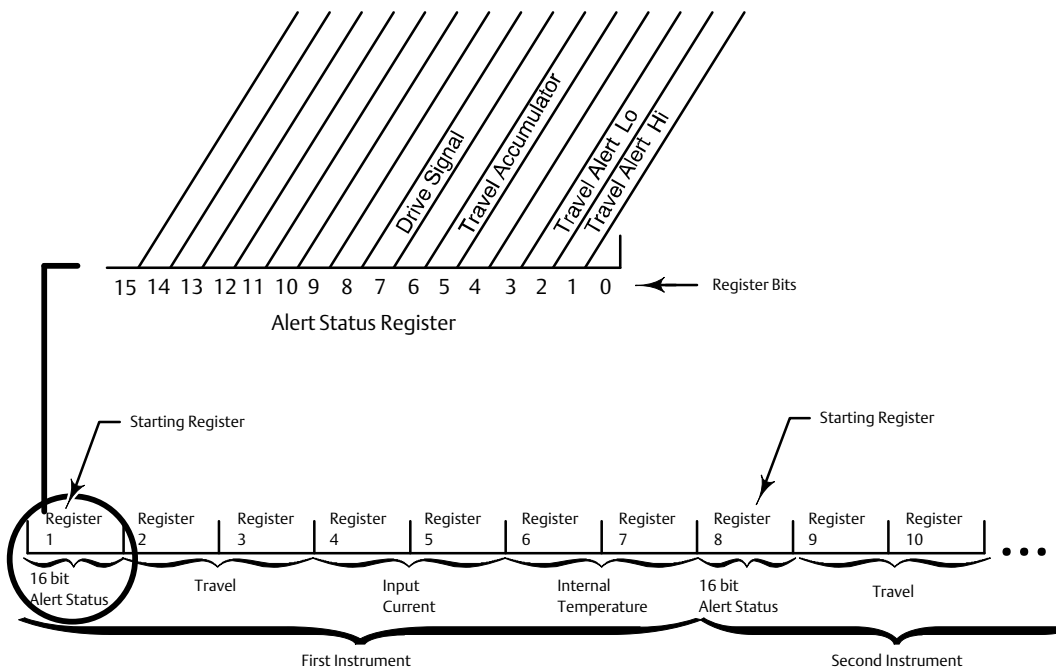 Drive Signal
Travel Accumulator
Travel Alert Lo
Travel Alert Hi
15 14 13 12 11 10 9 8 7 6 5 4 3 2 1 0
Register Bits
Alert Status Register
Starting Register
Starting Register
Register 1
Register 2
Register 3
Register 4
Register 5
Register 6
Register 7
Register 8
Register 9
Register 10
16 bit
Alert Status
Travel
Input
Current
Internal
Temperature
16 bit
Alert Status
Travel
First Instrument
Second Instrument